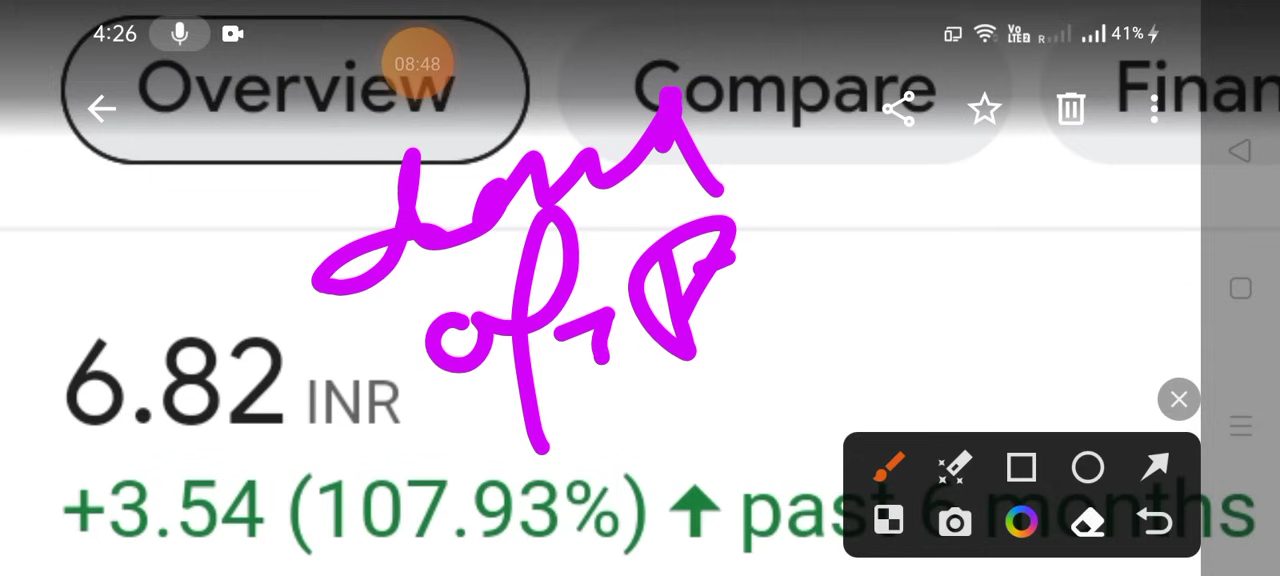 4:26 41%
08:48
Overview Compare Finan
6.82 INR
+3.54 (107.93%) ↑ past 6 months